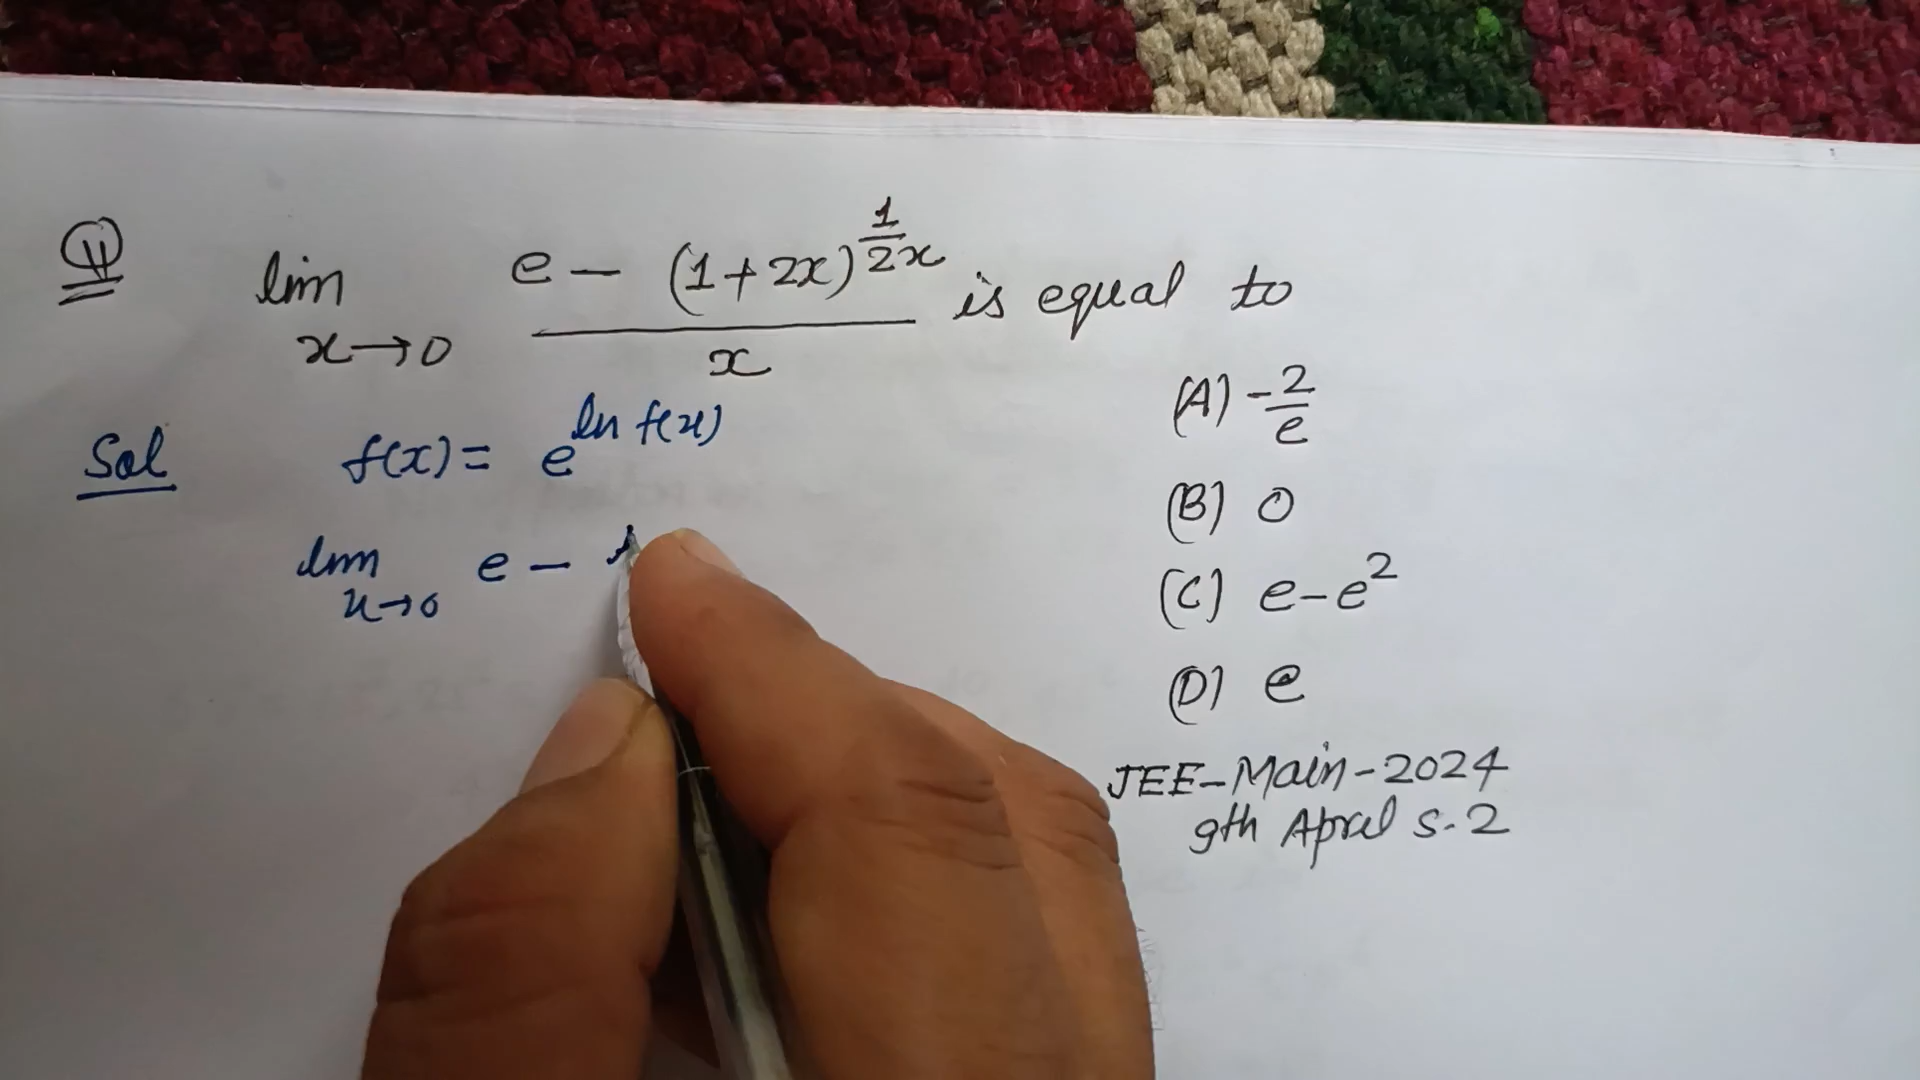 Q lim x→0 e - (1+2x)^{1/2x} / x is equal to
(A) -2/e
Sol f(x) = e^{ln f(x)}
(B) 0
lim x→0 e -
(C) e-e^2
(D) e
JEE-Main-2024
9th April S-2